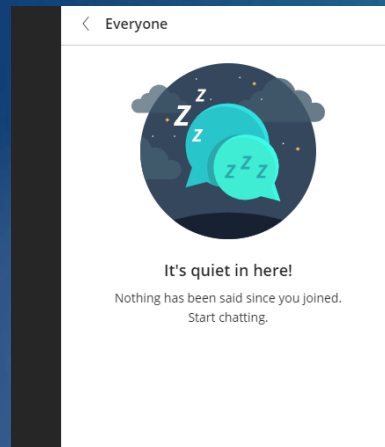 Everyone
Z
Z
Z
Z Z Z
It's quiet in here!
Nothing has been said since you joined.
Start chatting.